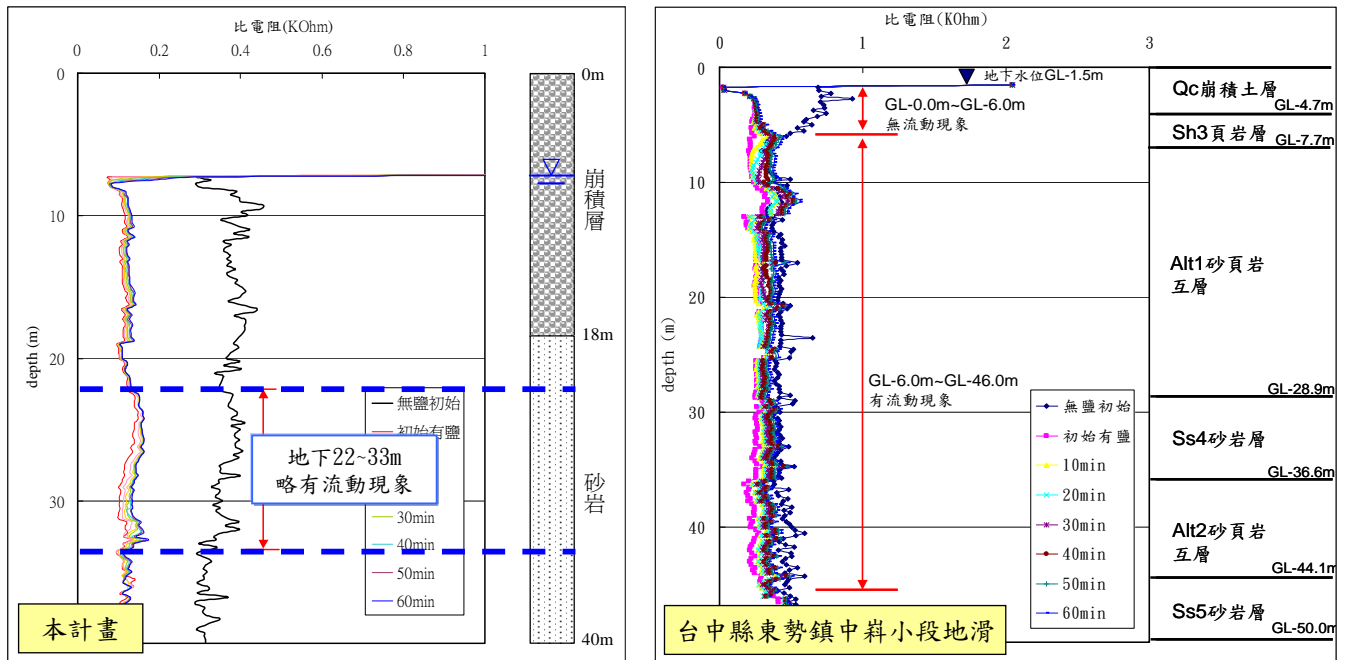 比電阻(KOhm)
0 0.2 0.4 0.6 0.8 1
0
10
20
30
depth (m)
0m
崩積層
18m
砂岩
40m
無鹽初始
初始有鹽
30min
40min
50min
60min
地下22~33m
略有流動現象
本計畫
比電阻(KOhm)
0 1 2 3
0
10
20
30
40
depth (m)
地下水位GL-1.5m
GL-0.0m~GL-6.0m
無流動現象
GL-6.0m~GL-46.0m
有流動現象
無鹽初始
初始有鹽
10min
20min
30min
40min
50min
60min
Qc崩積土層
GL-4.7m
Sh3頁岩層
GL-7.7m
Alt1砂頁岩
互層
GL-28.9m
Ss4砂岩層
GL-36.6m
Alt2砂頁岩
互層
GL-44.1m
Ss5砂岩層
GL-50.0m
台中縣東勢鎮中嵙小段地滑